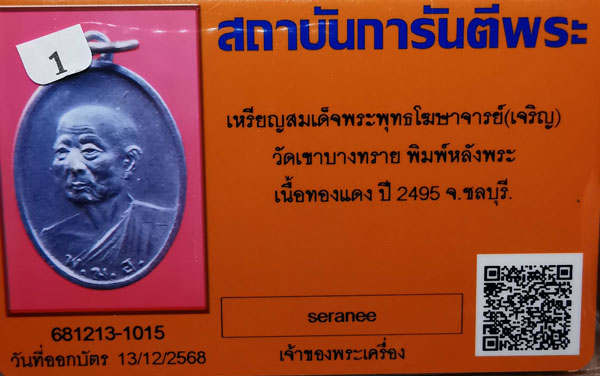 สถาบันการันตีพระ
1
เหรียญสมเด็จพระพุทธโฆษาจารย์(เจริญ)
วัดเขาบางทราย พิมพ์หลังพระ
เนื้อทองแดง ปี 2495 จ.ชลบุรี.
พ.ฆ.จ.
seranee
681213-1015
วันที่ออกบัตร 13/12/2568
เจ้าของพระเครื่อง